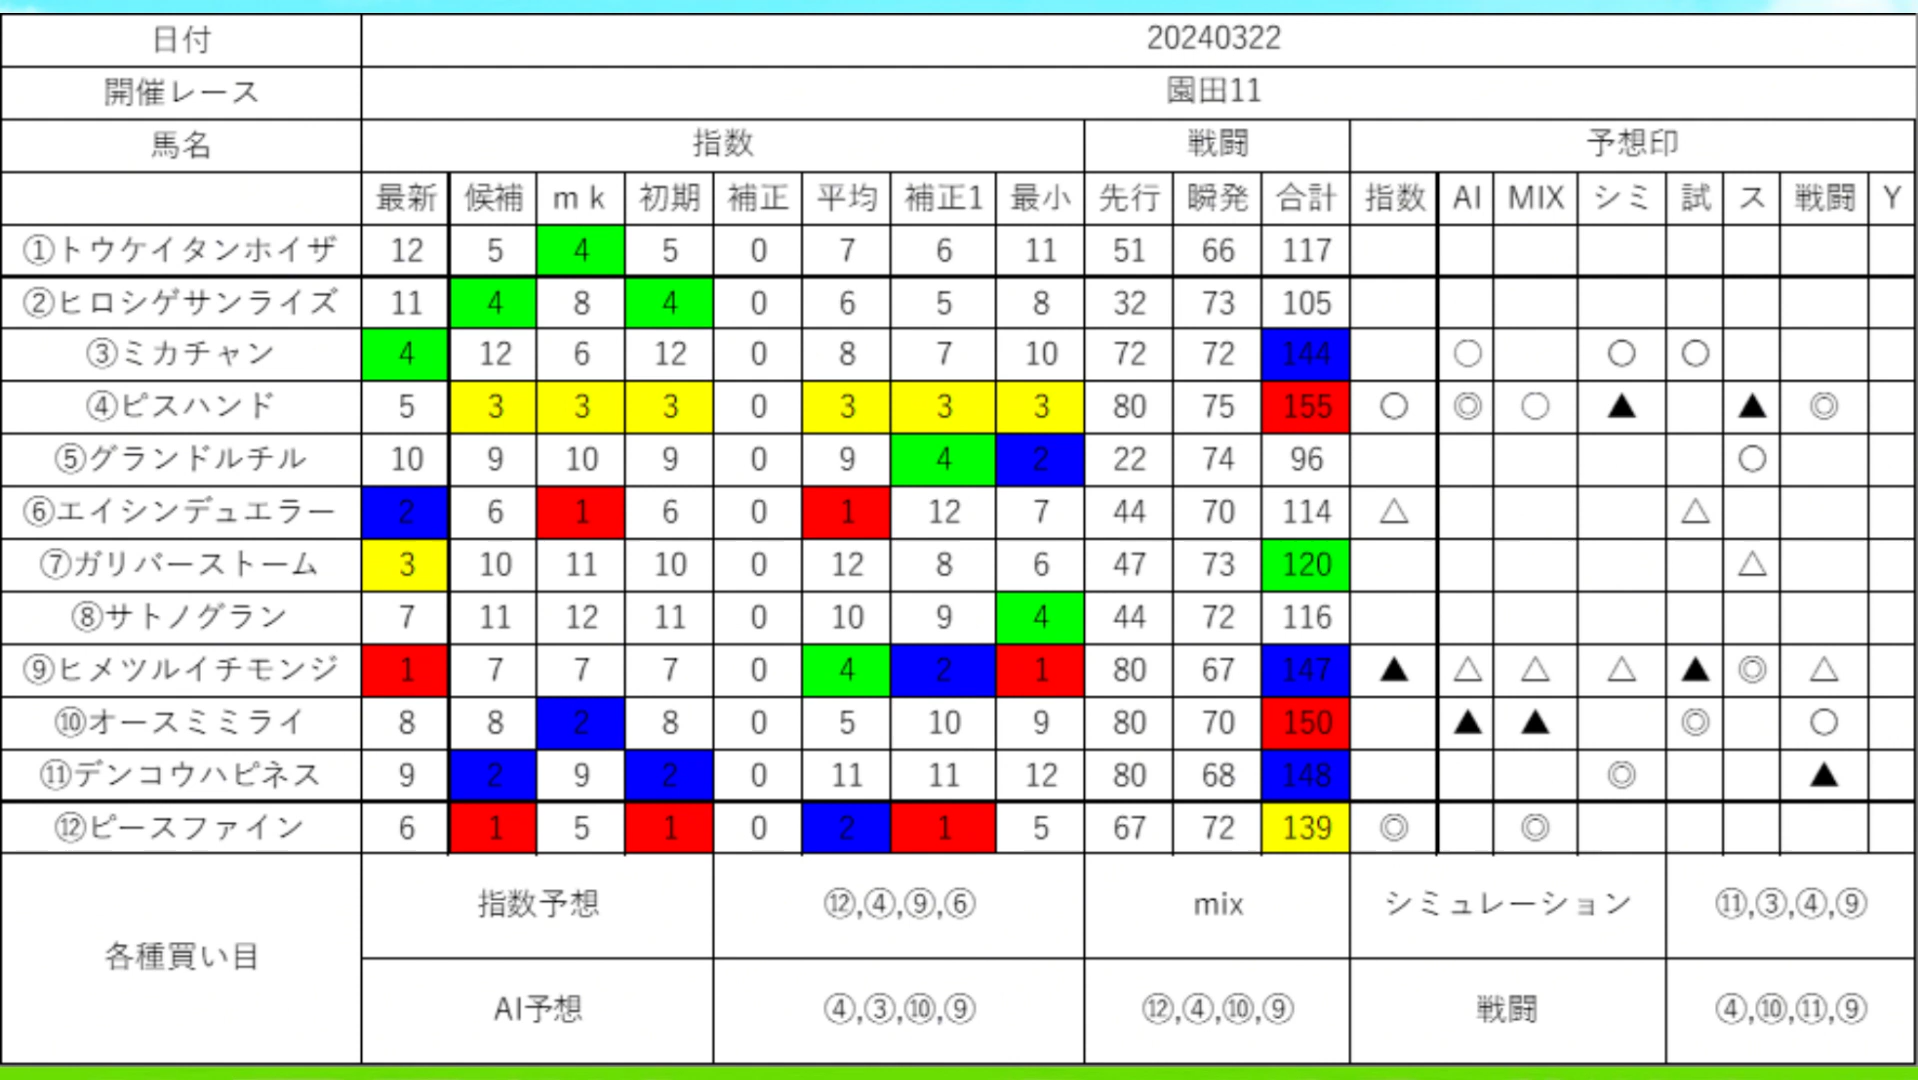 日付 20240322
開催レース 園田11
馬名 指数 戦闘 予想印
最新 候補 mk 初期 補正 平均 補正1 最小 先行 瞬発 合計 指数 AI MIX シミ 試 ス 戦闘 Y
①トウケイタンホイザ 12 5 4 5 0 7 6 11 51 66 117
②ヒロシゲサンライズ 11 4 8 4 0 6 5 8 32 73 105
③ミカチャン 4 12 6 12 0 8 7 10 72 72 144 ○ ○ ○
④ピスハンド 5 3 3 3 0 3 3 3 80 75 155 ○ ◎ ○ ▲ ▲ ◎
⑤グランドルチル 10 9 10 9 0 9 4 2 22 74 96 ○
⑥エイシンデュエラー 2 6 1 6 0 1 12 7 44 70 114 △ △
⑦ガリバーストーム 3 10 11 10 0 12 8 6 47 73 120 △
⑧サトノグラン 7 11 12 11 0 10 9 4 44 72 116
⑨ヒメツルイチモンジ 1 7 7 7 0 4 2 1 80 67 147 ▲ △ △ △ ▲ ◎ △
⑩オースミミライ 8 8 2 8 0 5 10 9 80 70 150 ▲ ▲ ◎ ○
⑪デンコウハピネス 9 2 9 2 0 11 11 12 80 68 148 ◎ ▲
⑫ピースファイン 6 1 5 1 0 2 1 5 67 72 139 ◎ ◎
各種買い目
指数予想 ⑫,④,⑨,⑥ mix シミュレーション ⑪,③,④,⑨
AI予想 ④,③,⑩,⑨ ⑫,④,⑩,⑨ 戦闘 ④,⑩,⑪,⑨